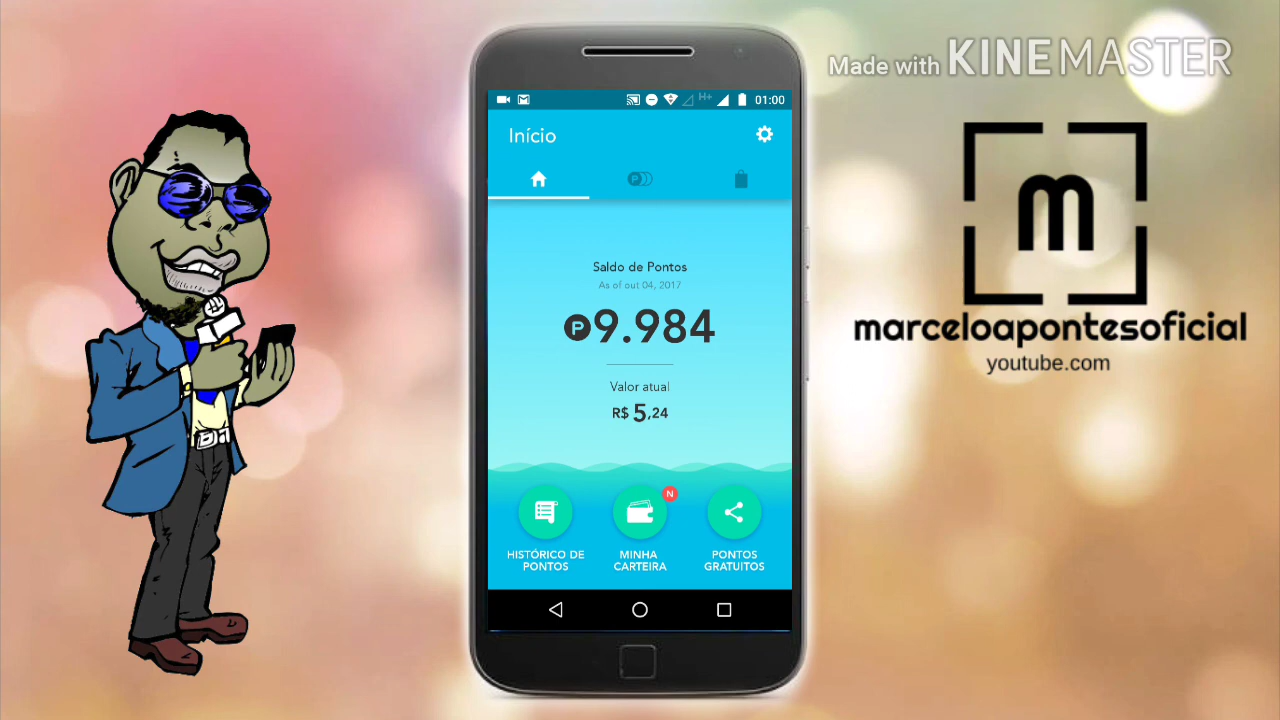 Made with KINEMASTER
H+
01:00
Início
P
Saldo de Pontos
As of out 04, 2017
P 9.984
Valor atual
R$ 5,24
N
HISTÓRICO DE
PONTOS
MINHA
CARTEIRA
PONTOS
GRATUITOS
m
marceloapontesoficial
youtube.com